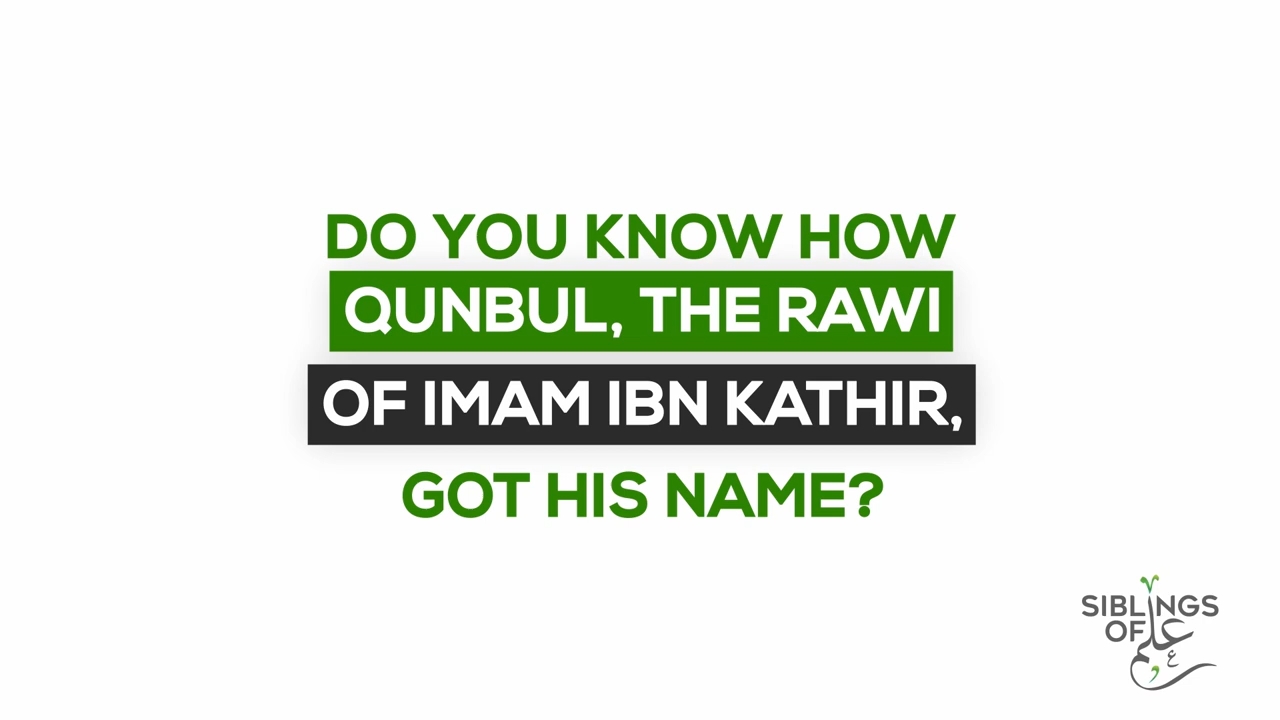 DO YOU KNOW HOW
QUNBUL, THE RAWI
OF IMAM IBN KATHIR,
GOT HIS NAME?
SIBLINGS
OF علم